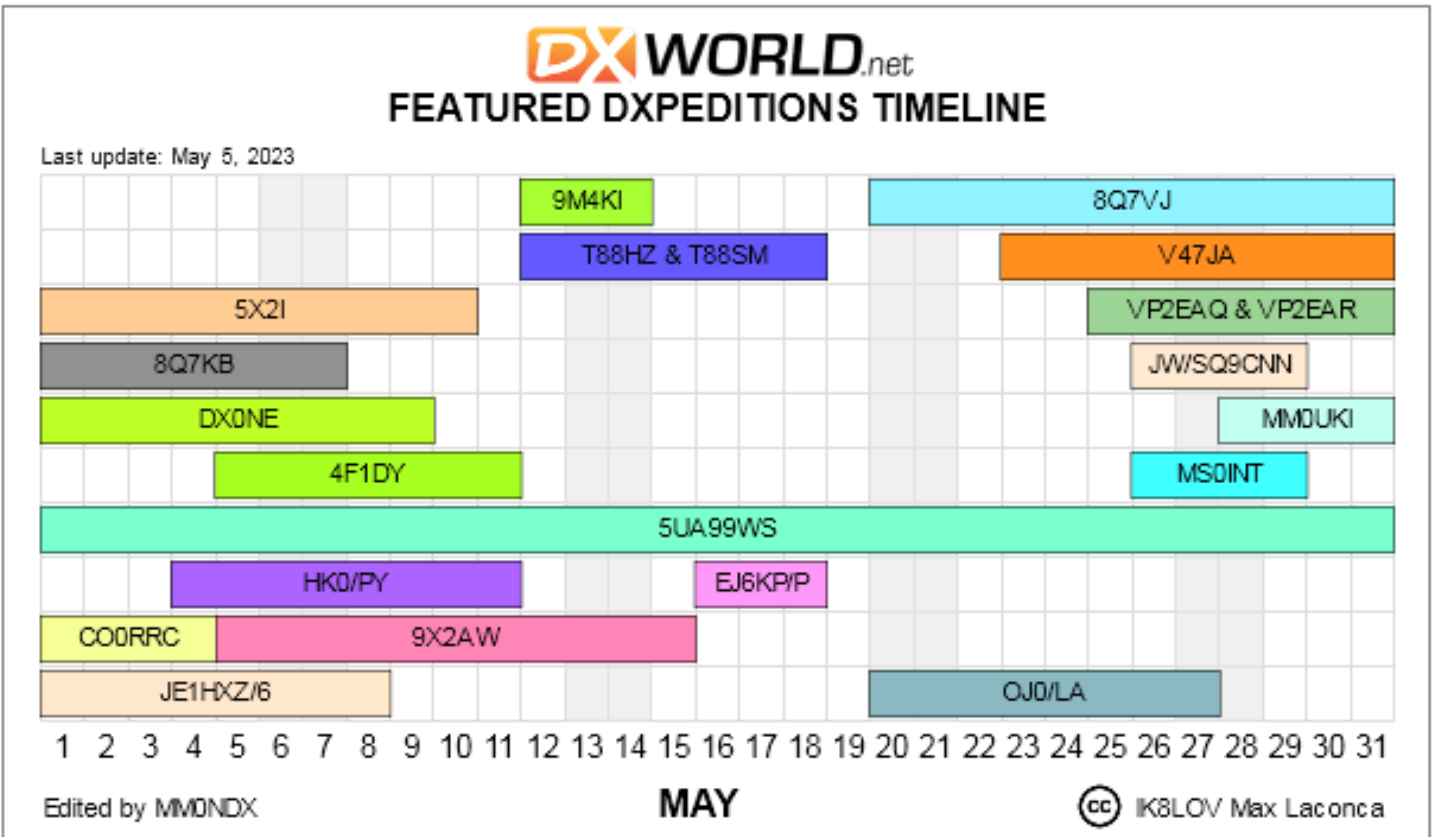 DX WORLD.net
FEATURED DXPEDITIONS TIMELINE
Last update: May 5, 2023
9M4KI 8Q7VJ
T88HZ & T88SM V47JA
5X2I VP2EAQ & VP2EAR
8Q7KB JW/SQ9CNN
DX0NE MM0UKI
4F1DY MS0INT
5UA99WS
HK0/PY EJ6KP/P
CO0RRC 9X2AW
JE1HXZ/6 OJ0/LA
1 2 3 4 5 6 7 8 9 10 11 12 13 14 15 16 17 18 19 20 21 22 23 24 25 26 27 28 29 30 31
Edited by MM0NDX MAY cc IK8LOV Max Laconca